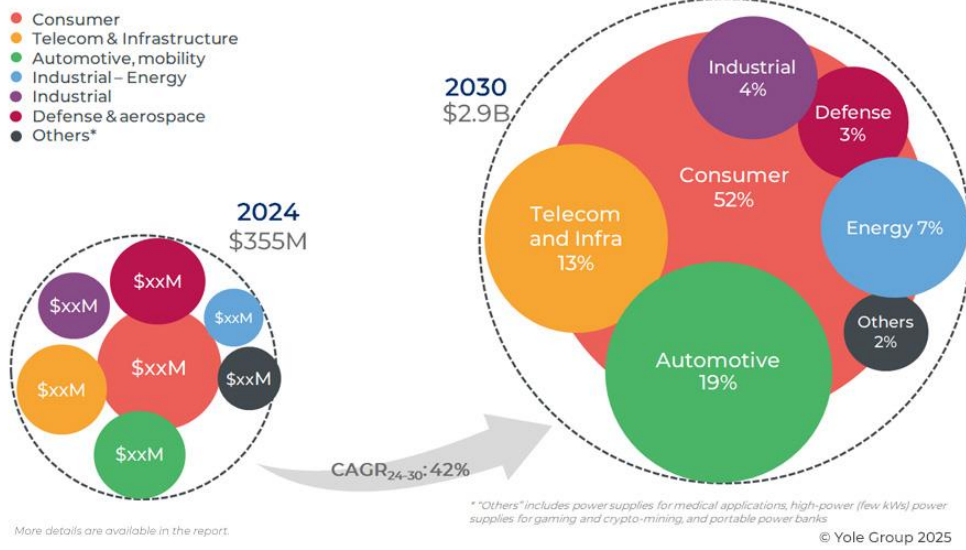 Consumer
Telecom & Infrastructure
Automotive, mobility
Industrial – Energy
Industrial
Defense & aerospace
Others*
2024
$355M
$xxM
$xxM
$xxM
$xxM
$xxM
$xxM
$xxM
CAGR24-30: 42%
2030
$2.9B
Industrial
4%
Defense
3%
Consumer
52%
Telecom
and Infra
13%
Energy 7%
Others
2%
Automotive
19%
* "Others" includes power supplies for medical applications, high-power (few kWs) power
supplies for gaming and crypto-mining, and portable power banks
More details are available in the report.
© Yole Group 2025